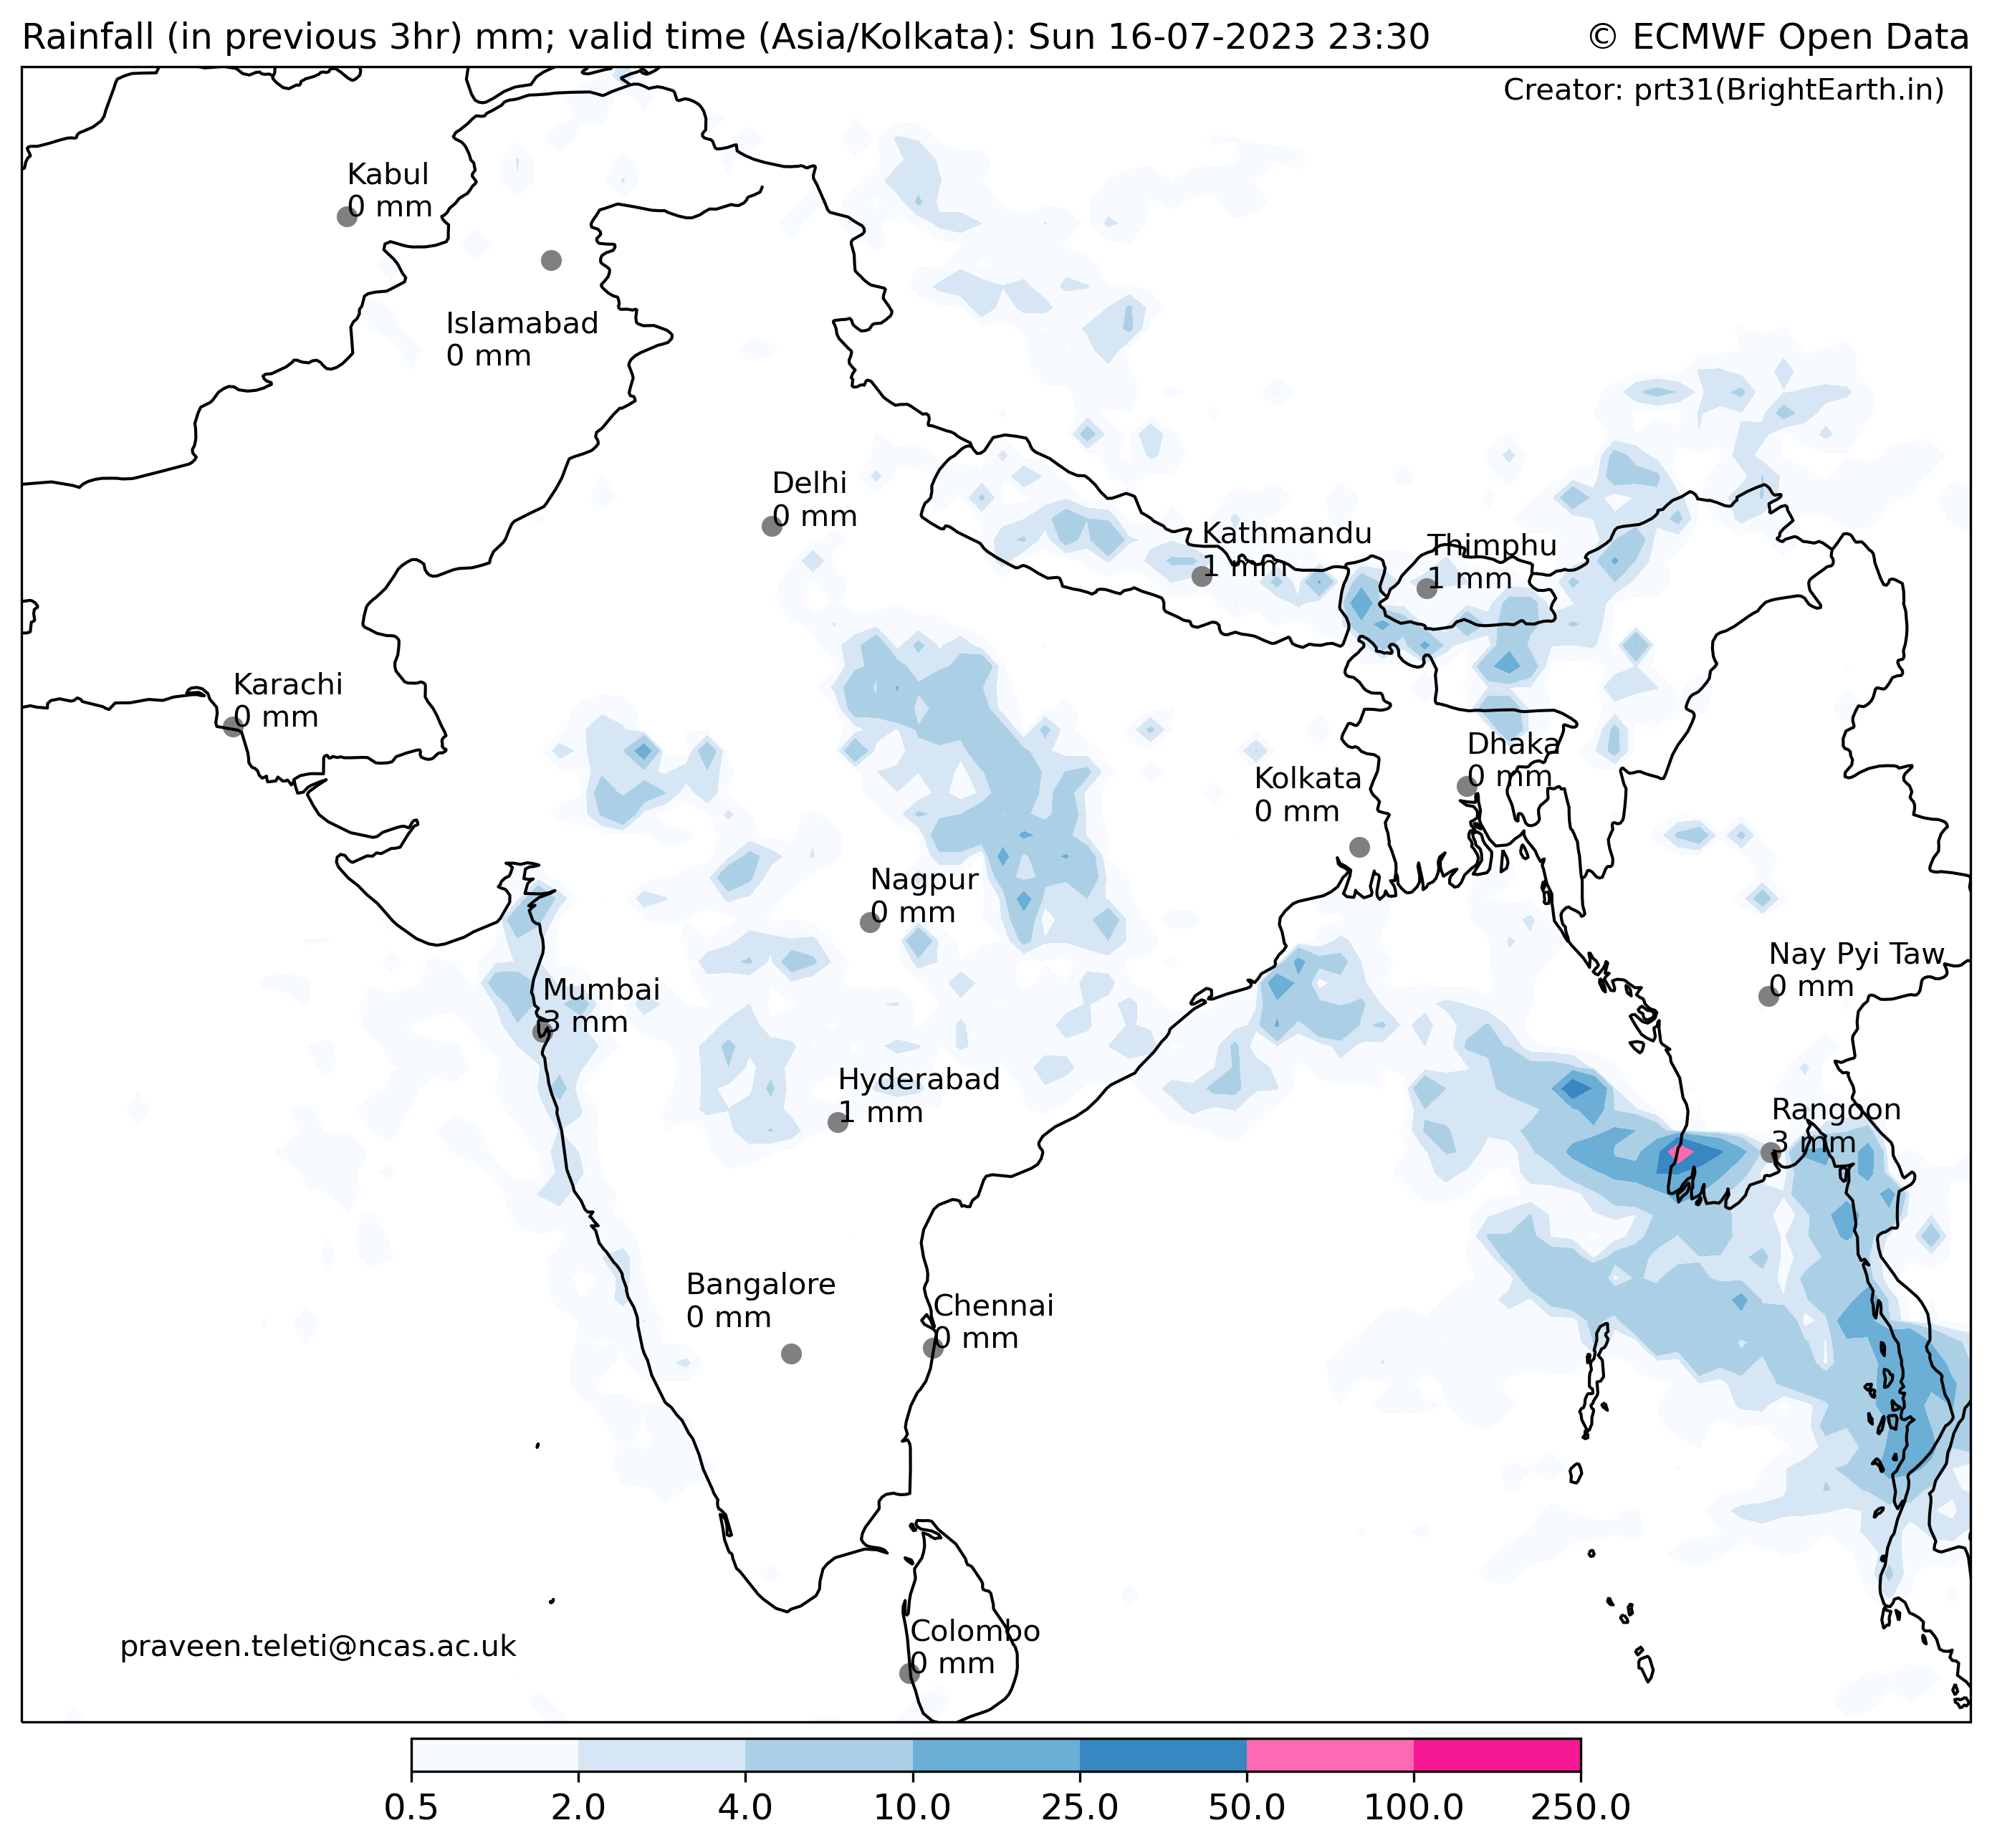 Rainfall (in previous 3hr) mm; valid time (Asia/Kolkata): Sun 16-07-2023 23:30
© ECMWF Open Data
Creator: prt31(BrightEarth.in)
Kabul
0 mm
Islamabad
0 mm
Delhi
0 mm
Kathmandu
1 mm
Thimphu
1 mm
Karachi
0 mm
Dhaka
0 mm
Kolkata
0 mm
Nagpur
0 mm
Nay Pyi Taw
0 mm
Mumbai
3 mm
Hyderabad
1 mm
Rangoon
3 mm
Bangalore
0 mm
Chennai
0 mm
Colombo
0 mm
praveen.teleti@ncas.ac.uk
0.5 2.0 4.0 10.0 25.0 50.0 100.0 250.0